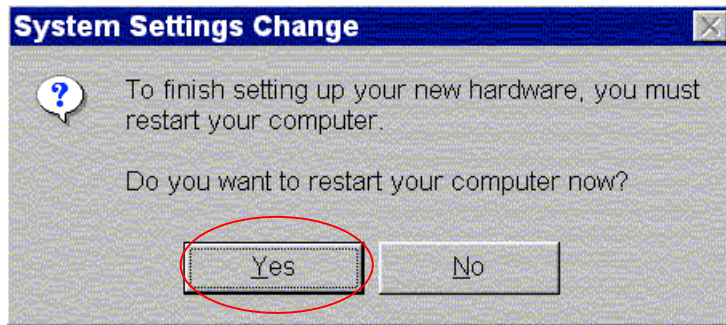 System Settings Change
To finish setting up your new hardware, you must
restart your computer.
Do you want to restart your computer now?
Yes
No